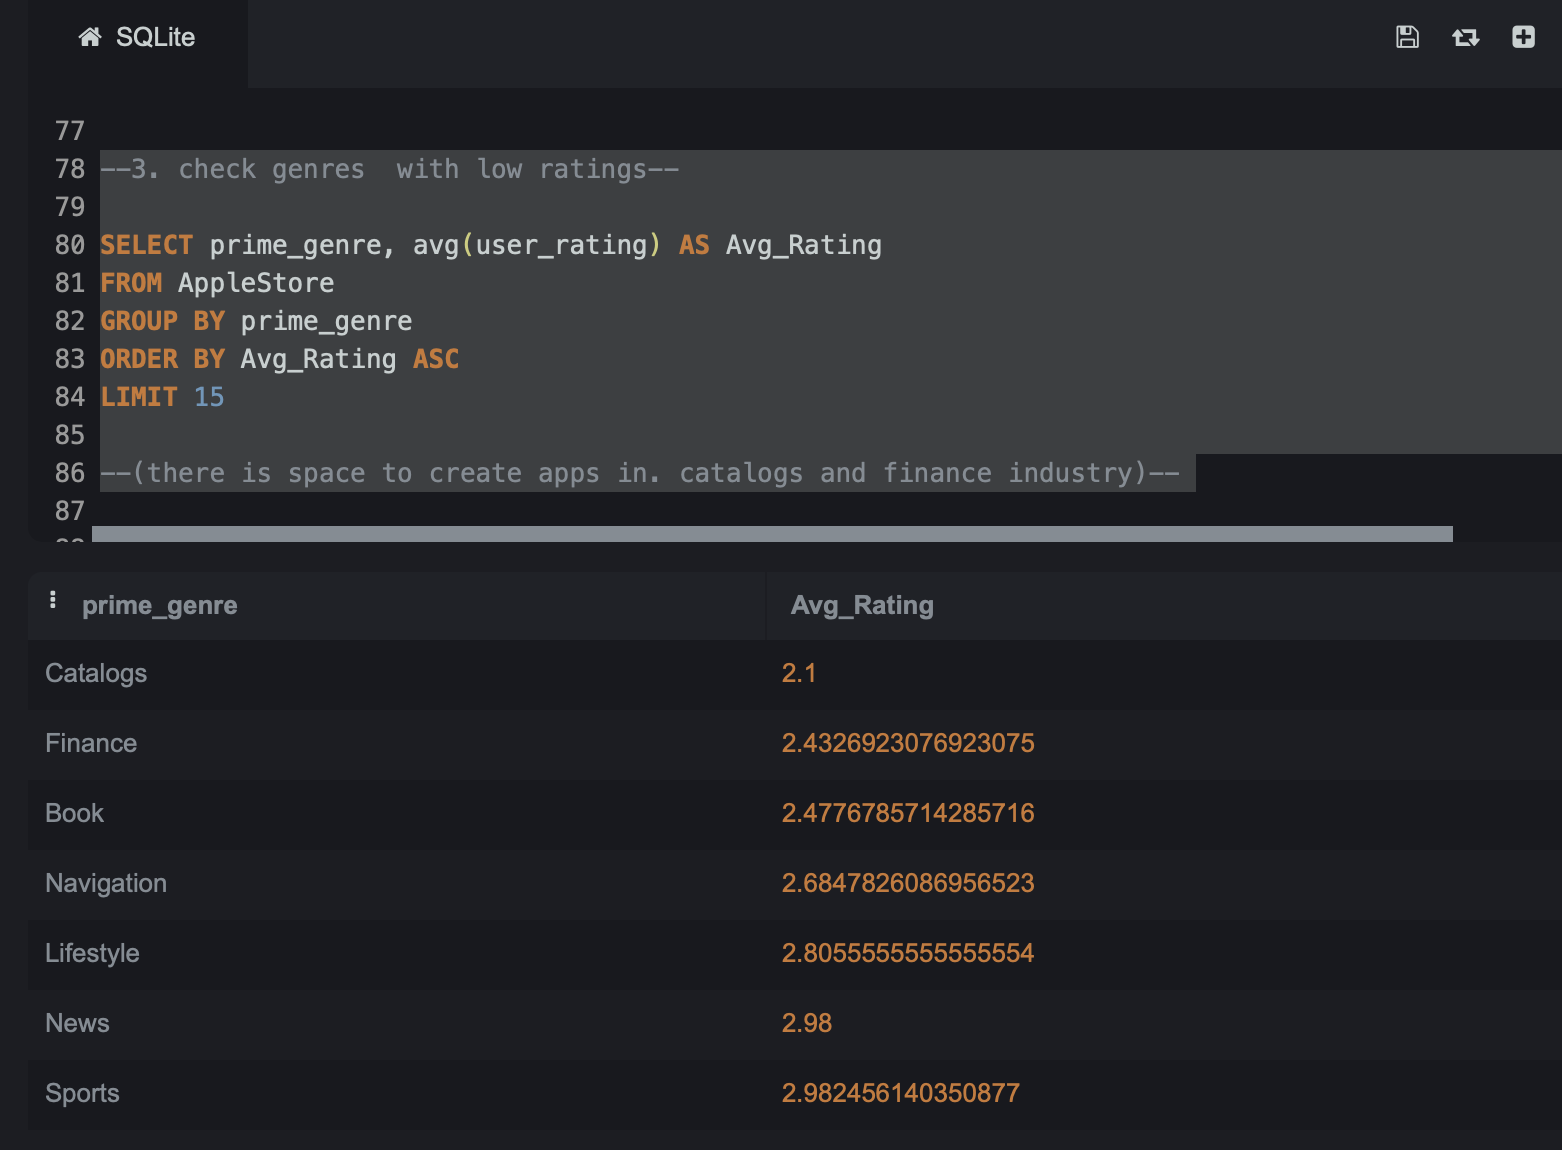 SQLite
77
78 --3. check genres  with low ratings--
79
80 SELECT prime_genre, avg(user_rating) AS Avg_Rating
81 FROM AppleStore
82 GROUP BY prime_genre
83 ORDER BY Avg_Rating ASC
84 LIMIT 15
85
86 --(there is space to create apps in. catalogs and finance industry)--
87
prime_genre Avg_Rating
Catalogs 2.1
Finance 2.4326923076923075
Book 2.4776785714285716
Navigation 2.6847826086956523
Lifestyle 2.8055555555555554
News 2.98
Sports 2.982456140350877